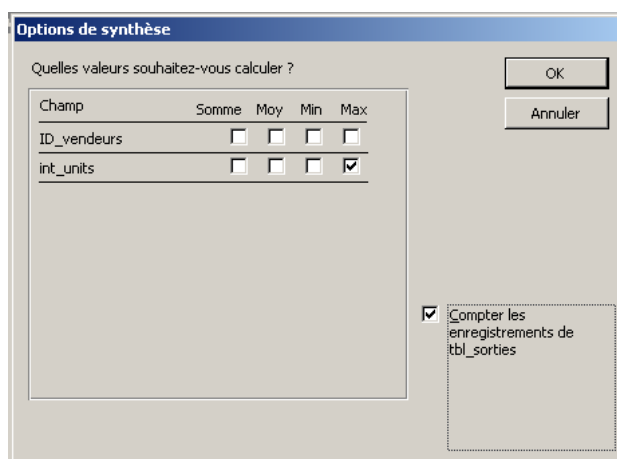 Options de synthèse
Quelles valeurs souhaitez-vous calculer ?
OK
Annuler
Champ Somme Moy Min Max
ID_vendeurs
int_units
Compter les
enregistrements de
tbl_sorties